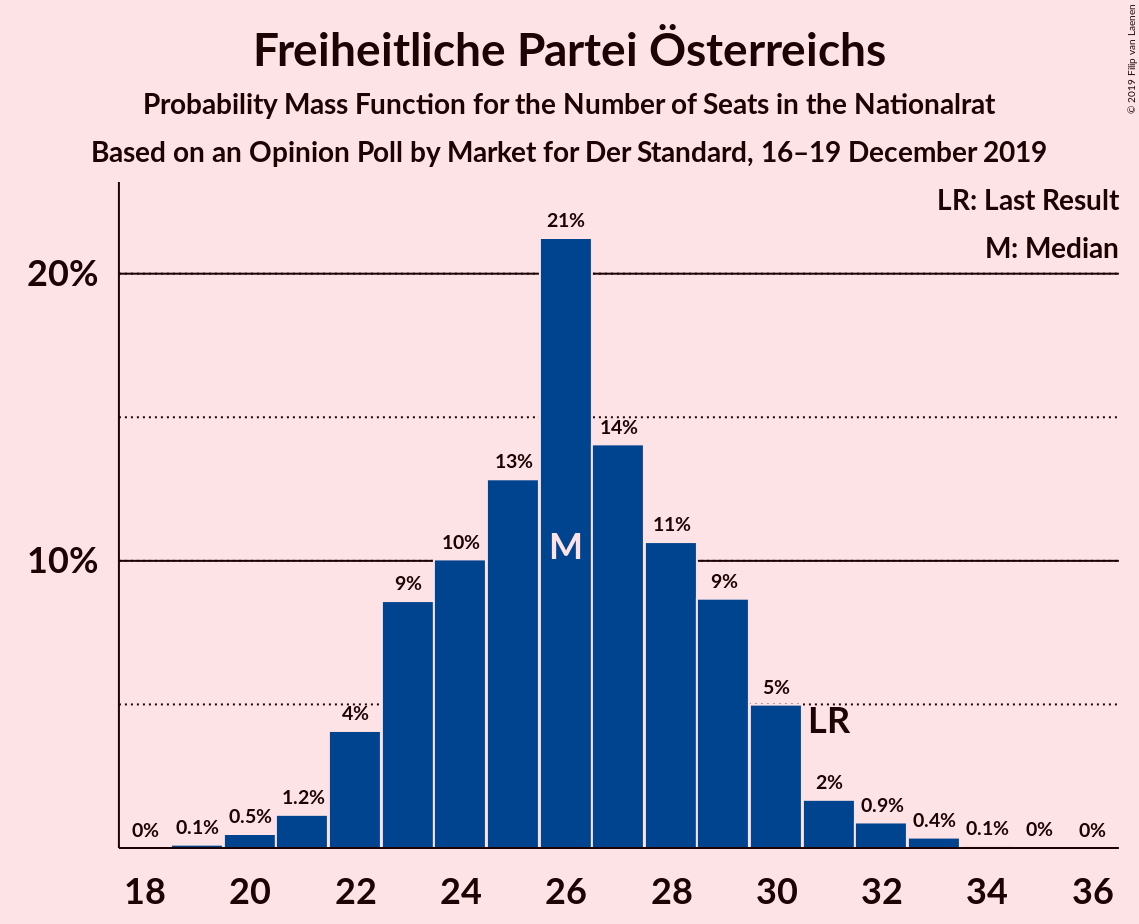 Freiheitliche Partei Österreichs
Probability Mass Function for the Number of Seats in the Nationalrat
Based on an Opinion Poll by Market for Der Standard, 16–19 December 2019
© 2019 Filip van Laenen
LR: Last Result
M: Median
20%
10%
0%
0.1%
0.5%
1.2%
4%
9%
10%
13%
21%
M
14%
11%
9%
5%
LR
2%
0.9%
0.4%
0.1%
0%
0%
18 20 22 24 26 28 30 32 34 36